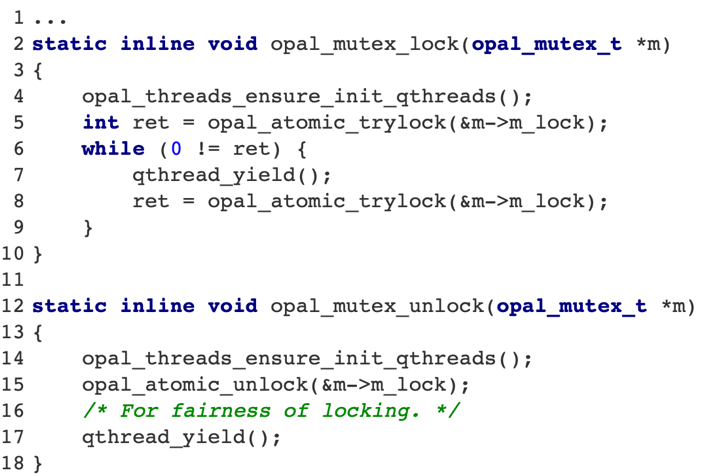 1 ...
2 static inline void opal_mutex_lock(opal_mutex_t *m)
3 {
4     opal_threads_ensure_init_qthreads();
5     int ret = opal_atomic_trylock(&m->m_lock);
6     while (0 != ret) {
7         qthread_yield();
8         ret = opal_atomic_trylock(&m->m_lock);
9     }
10 }
11
12 static inline void opal_mutex_unlock(opal_mutex_t *m)
13 {
14     opal_threads_ensure_init_qthreads();
15     opal_atomic_unlock(&m->m_lock);
16     /* For fairness of locking. */
17     qthread_yield();
18 }